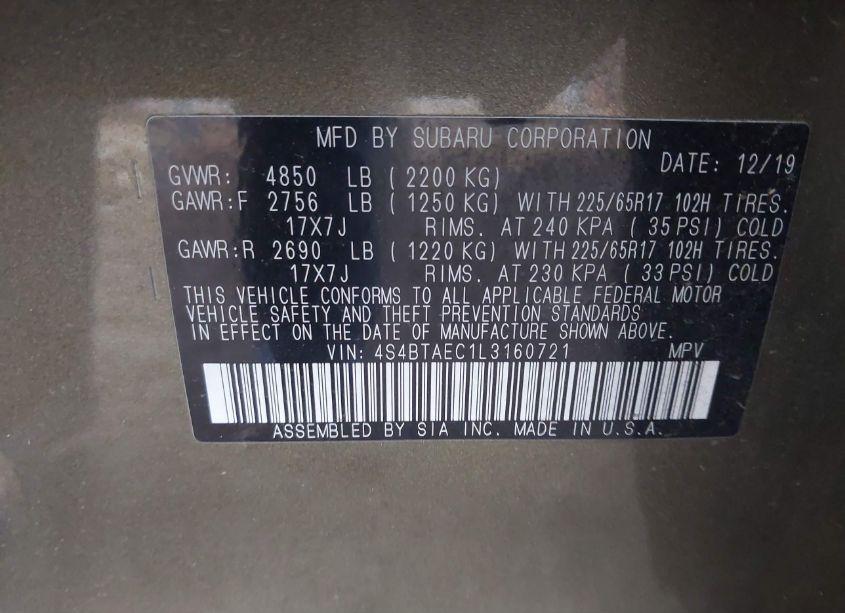 MFD BY SUBARU CORPORATION
DATE: 12/19
GVWR: 4850 LB ( 2200 KG)
GAWR:F 2756 LB ( 1250 KG) WITH 225/65R17 102H TIRES.
17X7J RIMS. AT 240 KPA ( 35 PSI) COLD
GAWR:R 2690 LB ( 1220 KG) WITH 225/65R17 102H TIRES.
17X7J RIMS. AT 230 KPA ( 33 PSI) COLD
THIS VEHICLE CONFORMS TO ALL APPLICABLE FEDERAL MOTOR
VEHICLE SAFETY AND THEFT PREVENTION STANDARDS
IN EFFECT ON THE DATE OF MANUFACTURE SHOWN ABOVE.
VIN: 4S4BTAEC1L3160721 MPV
ASSEMBLED BY SIA INC. MADE IN U.S.A.